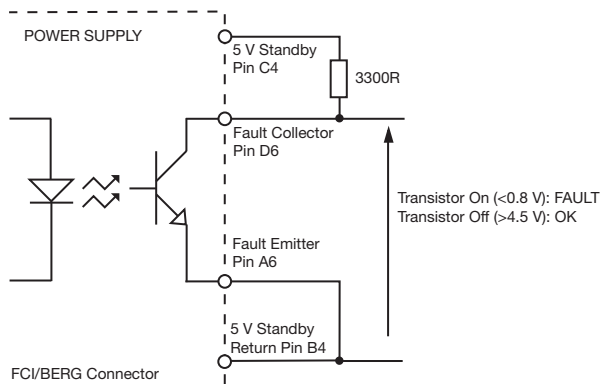 POWER SUPPLY
5 V Standby
Pin C4
3300R
Fault Collector
Pin D6
Transistor On (<0.8 V): FAULT
Transistor Off (>4.5 V): OK
Fault Emitter
Pin A6
5 V Standby
Return Pin B4
FCI/BERG Connector